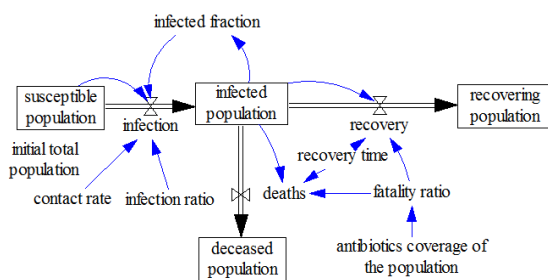 infected fraction
susceptible
population
infected
population
recovering
population
infection
recovery
initial total
population
recovery time
contact rate
infection ratio
deaths
fatality ratio
deceased
population
antibiotics coverage of
the population